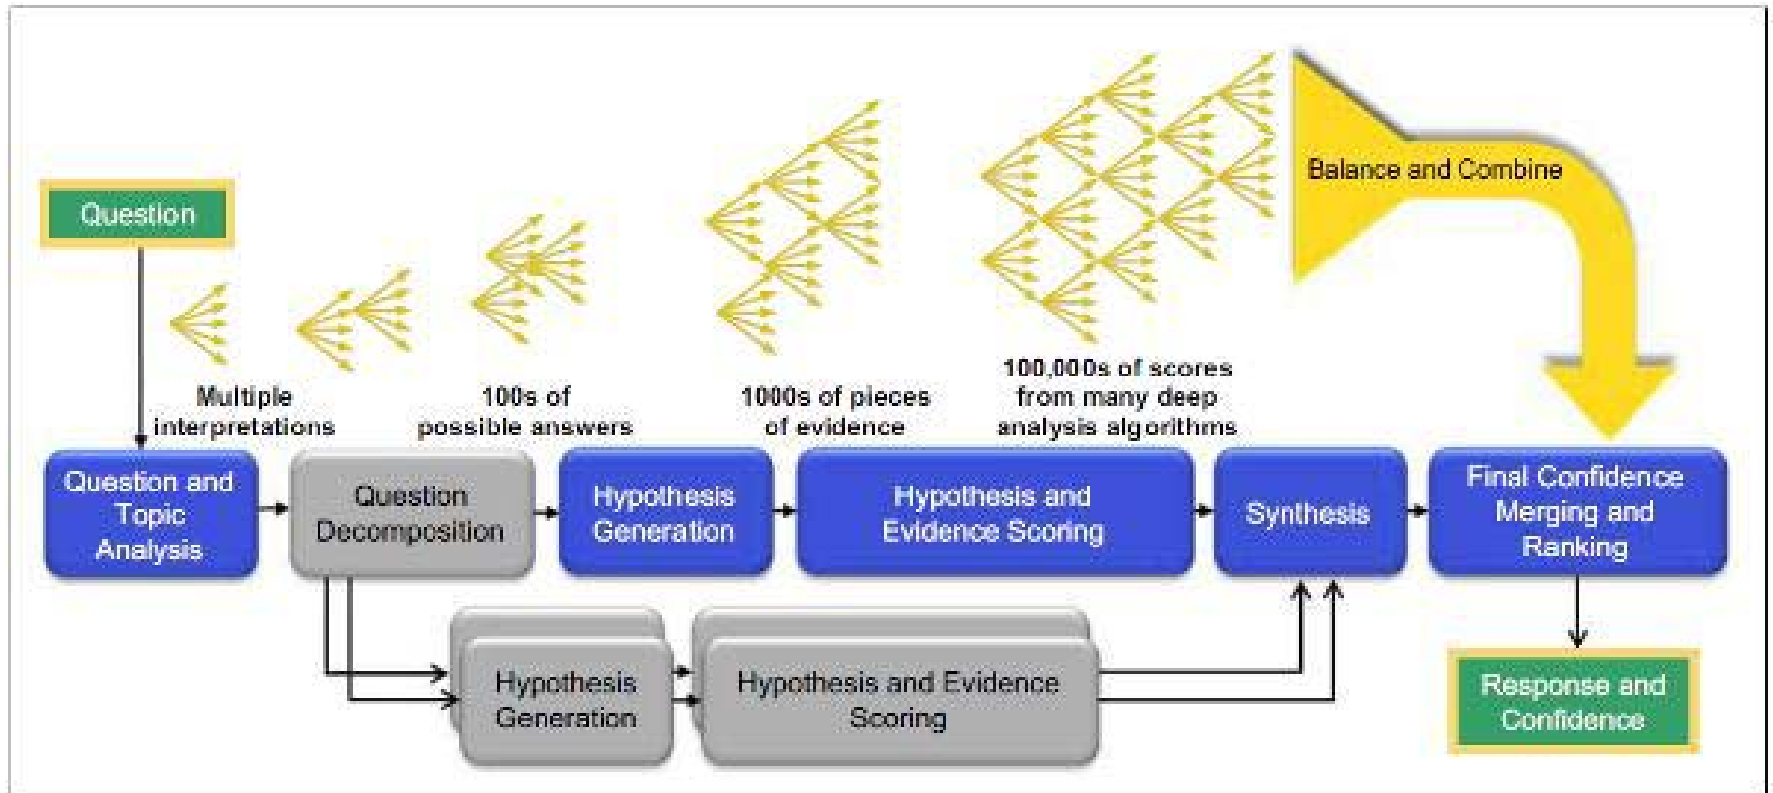 Question
Balance and Combine
Multiple
interpretations
100s of
possible answers
1000s of pieces
of evidence
100,000s of scores
from many deep
analysis algorithms
Question and
Topic
Analysis
Question
Decomposition
Hypothesis
Generation
Hypothesis and
Evidence Scoring
Synthesis
Final Confidence
Merging and
Ranking
Hypothesis
Generation
Hypothesis and Evidence
Scoring
Response and
Confidence